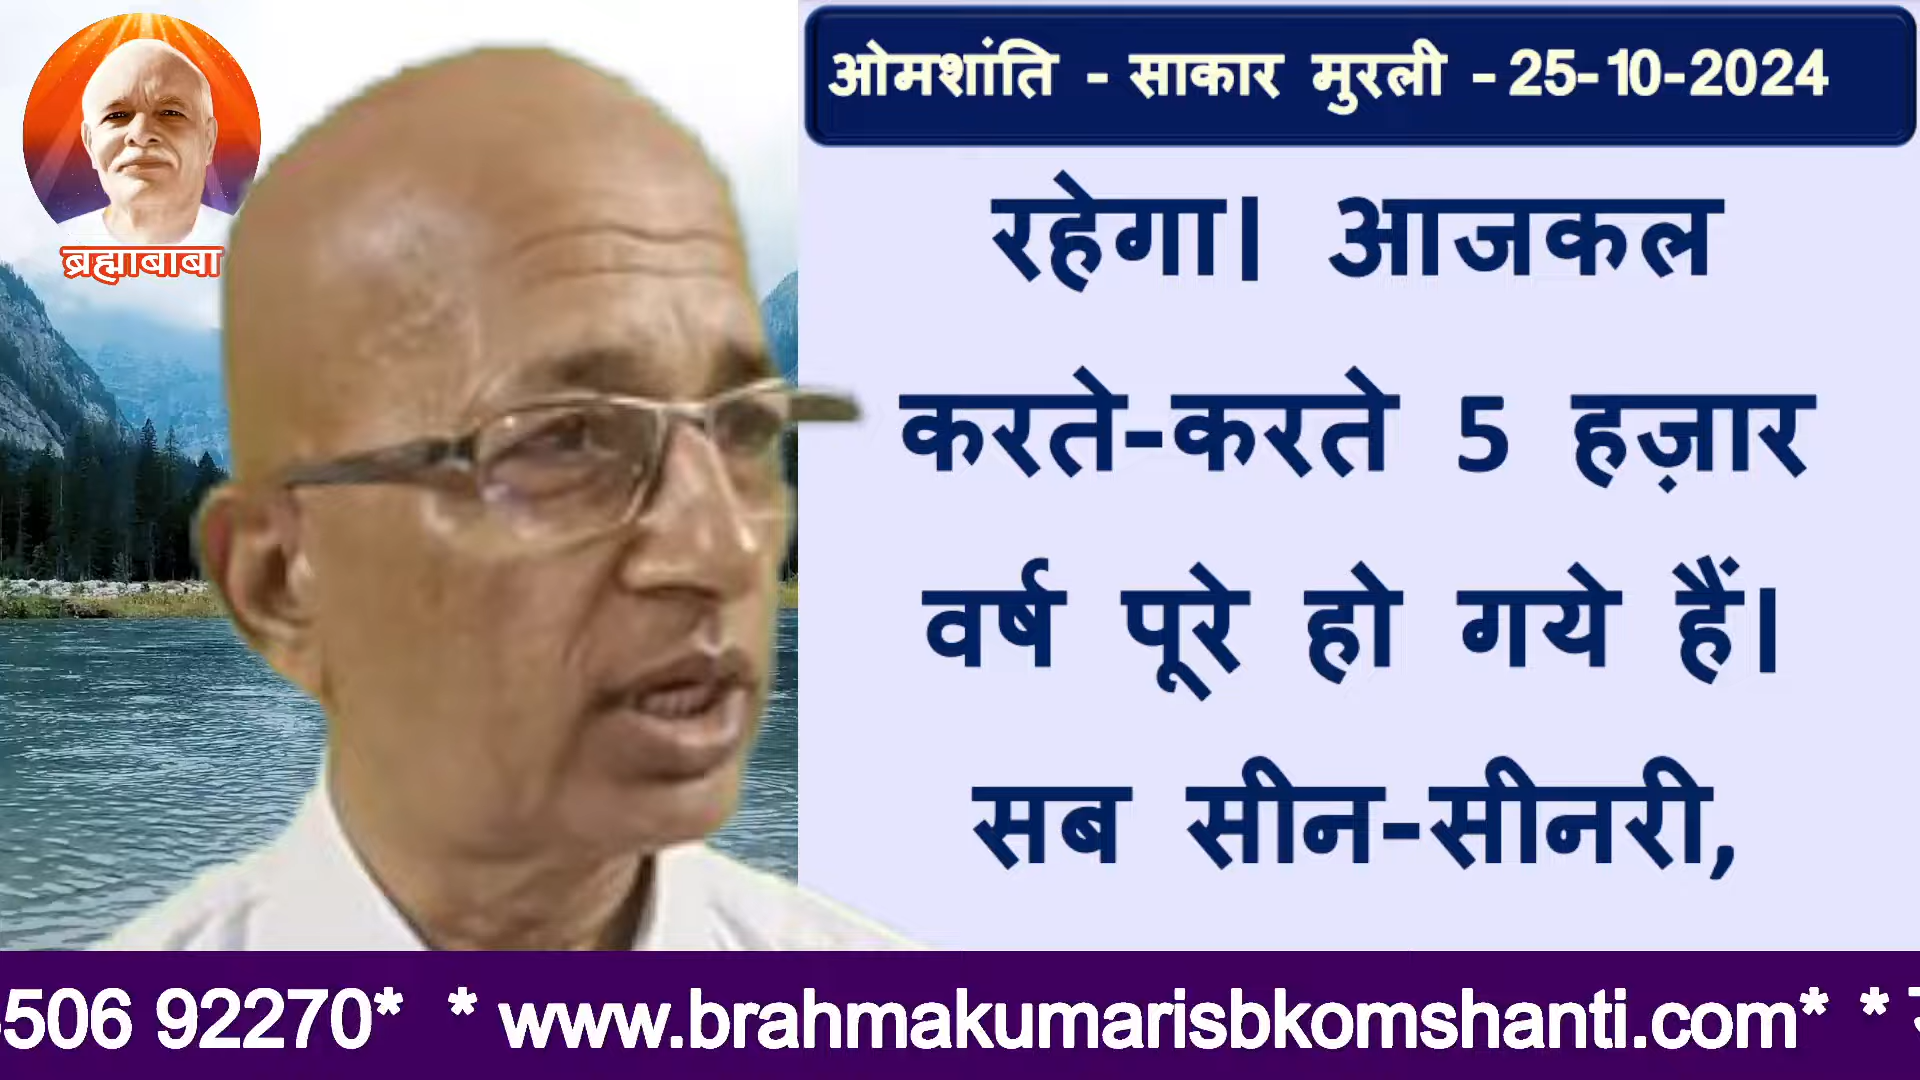 ब्रह्माबाबा
ओमशांति - साकार मुरली - 25-10-2024
रहेगा। आजकल
करते-करते 5 हज़ार
वर्ष पूरे हो गये हैं।
सब सीन-सीनरी,
506 92270* * www.brahmakumarisbkomshanti.com* *